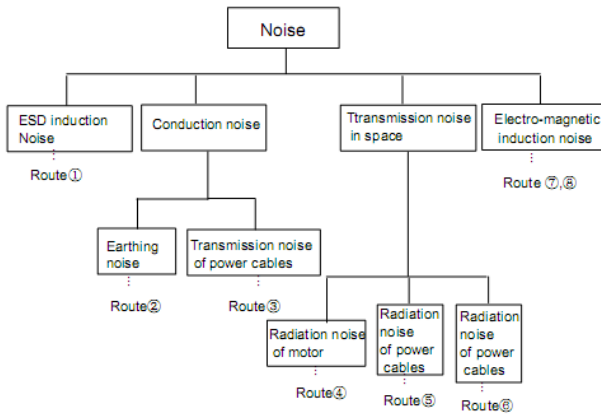 Noise
ESD induction
Noise
Conduction noise
Ttransmission noise
in space
Electro-magnetic
induction noise
Route①
Route ⑦,⑧
Earthing
noise
Transmission noise
of power cables
Route②
Route③
Radiation noise
of motor
Radiation
noise
of power
cables
Radiation
noise
of power
cables
Route④
Route⑤
Route⑥